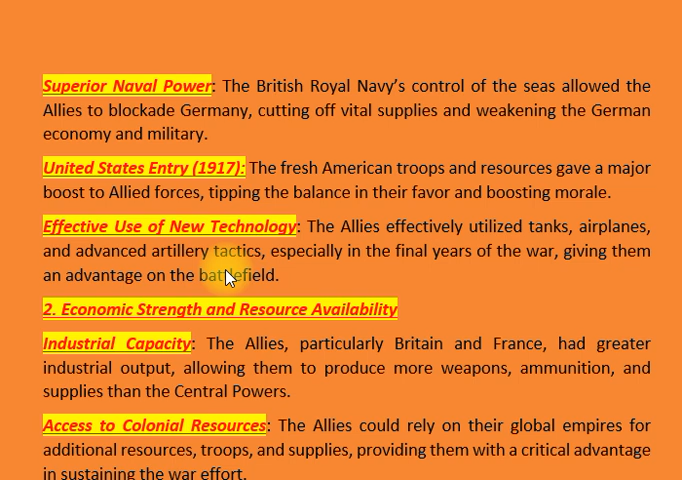 Superior Naval Power: The British Royal Navy’s control of the seas allowed the
Allies to blockade Germany, cutting off vital supplies and weakening the German
economy and military.
United States Entry (1917): The fresh American troops and resources gave a major
boost to Allied forces, tipping the balance in their favor and boosting morale.
Effective Use of New Technology: The Allies effectively utilized tanks, airplanes,
and advanced artillery tactics, especially in the final years of the war, giving them
an advantage on the battlefield.
2. Economic Strength and Resource Availability
Industrial Capacity: The Allies, particularly Britain and France, had greater
industrial output, allowing them to produce more weapons, ammunition, and
supplies than the Central Powers.
Access to Colonial Resources: The Allies could rely on their global empires for
additional resources, troops, and supplies, providing them with a critical advantage
in sustaining the war effort.